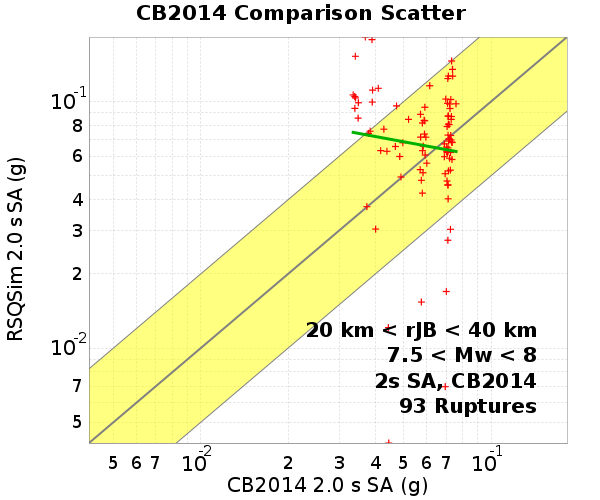 CB2014 Comparison Scatter
RSQSim 2.0 s SA (g)
10⁻¹
8
6
4
3
2
10⁻²
7
5
20 km < rJB < 40 km
7.5 < Mw < 8
2s SA, CB2014
93 Ruptures
5 6 7 10⁻² 2 3 4 5 6 7 10⁻¹
CB2014 2.0 s SA (g)